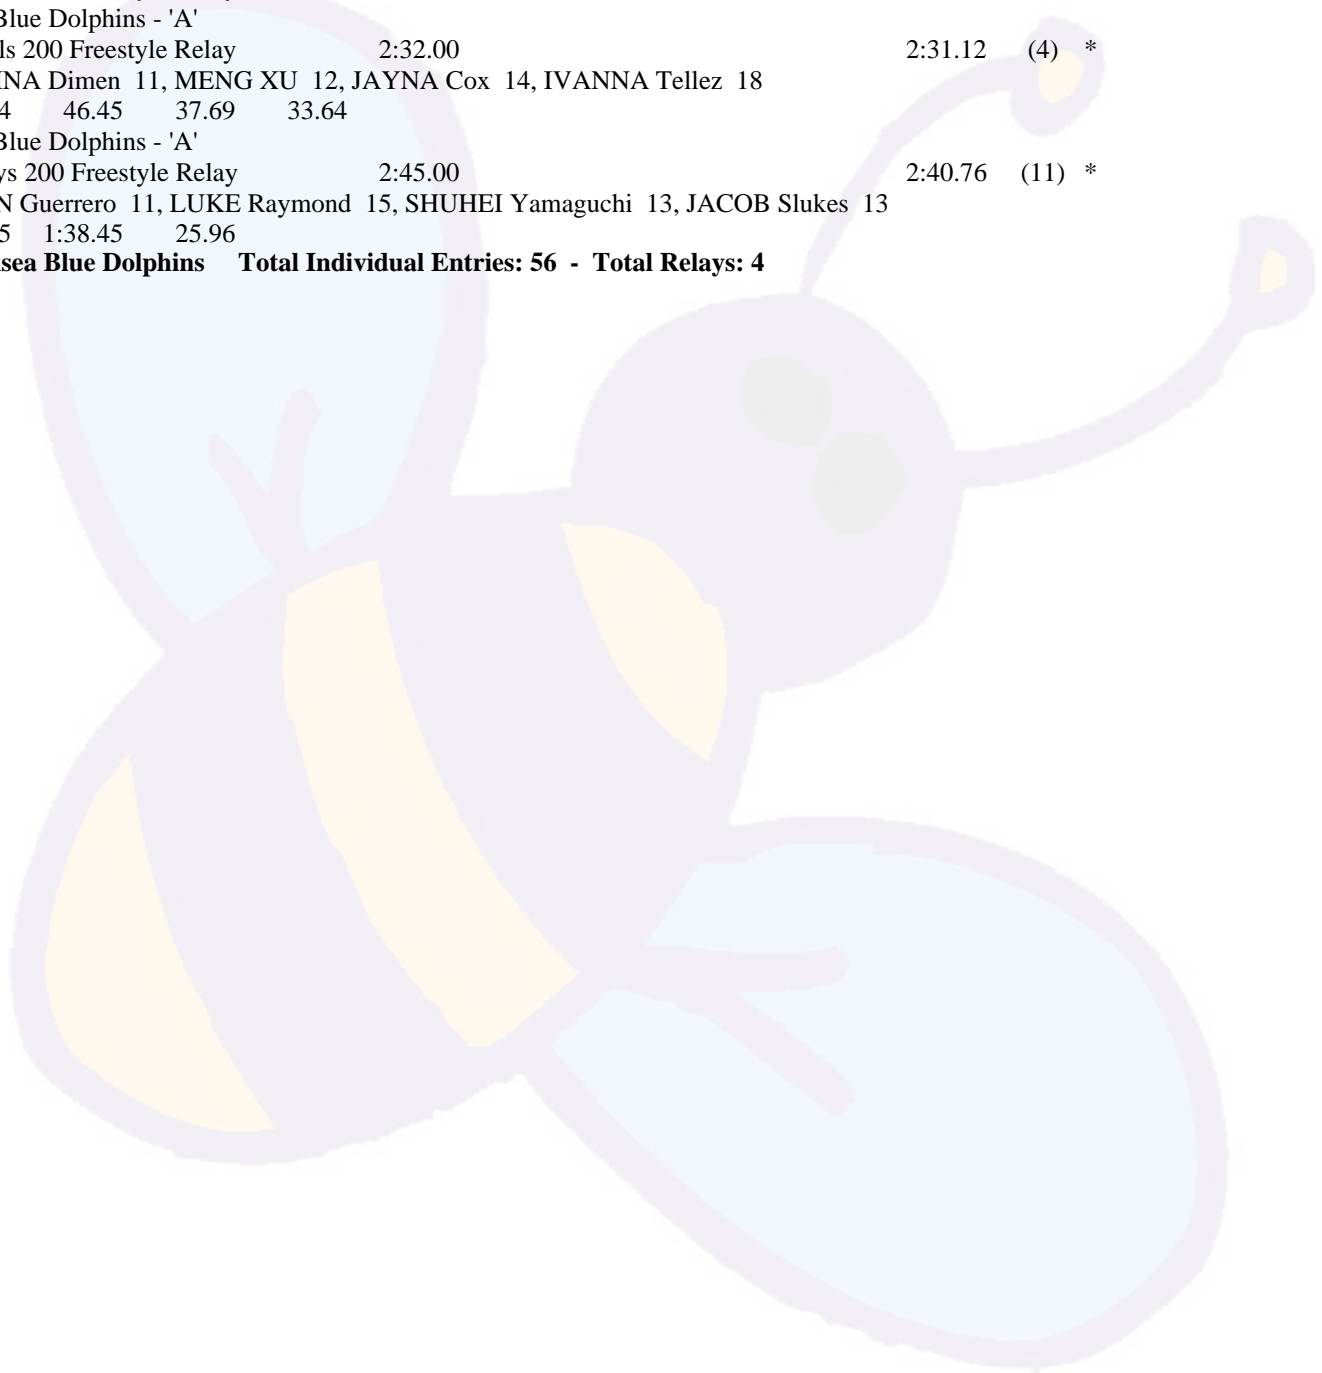 Blue Dolphins - 'A'
ls 200 Freestyle Relay 2:32.00 2:31.12 (4) *
INA Dimen 11, MENG XU 12, JAYNA Cox 14, IVANNA Tellez 18
4 46.45 37.69 33.64
Blue Dolphins - 'A'
ys 200 Freestyle Relay 2:45.00 2:40.76 (11) *
N Guerrero 11, LUKE Raymond 15, SHUHEI Yamaguchi 13, JACOB Slukes 13
5 1:38.45 25.96
sea Blue Dolphins Total Individual Entries: 56 - Total Relays: 4